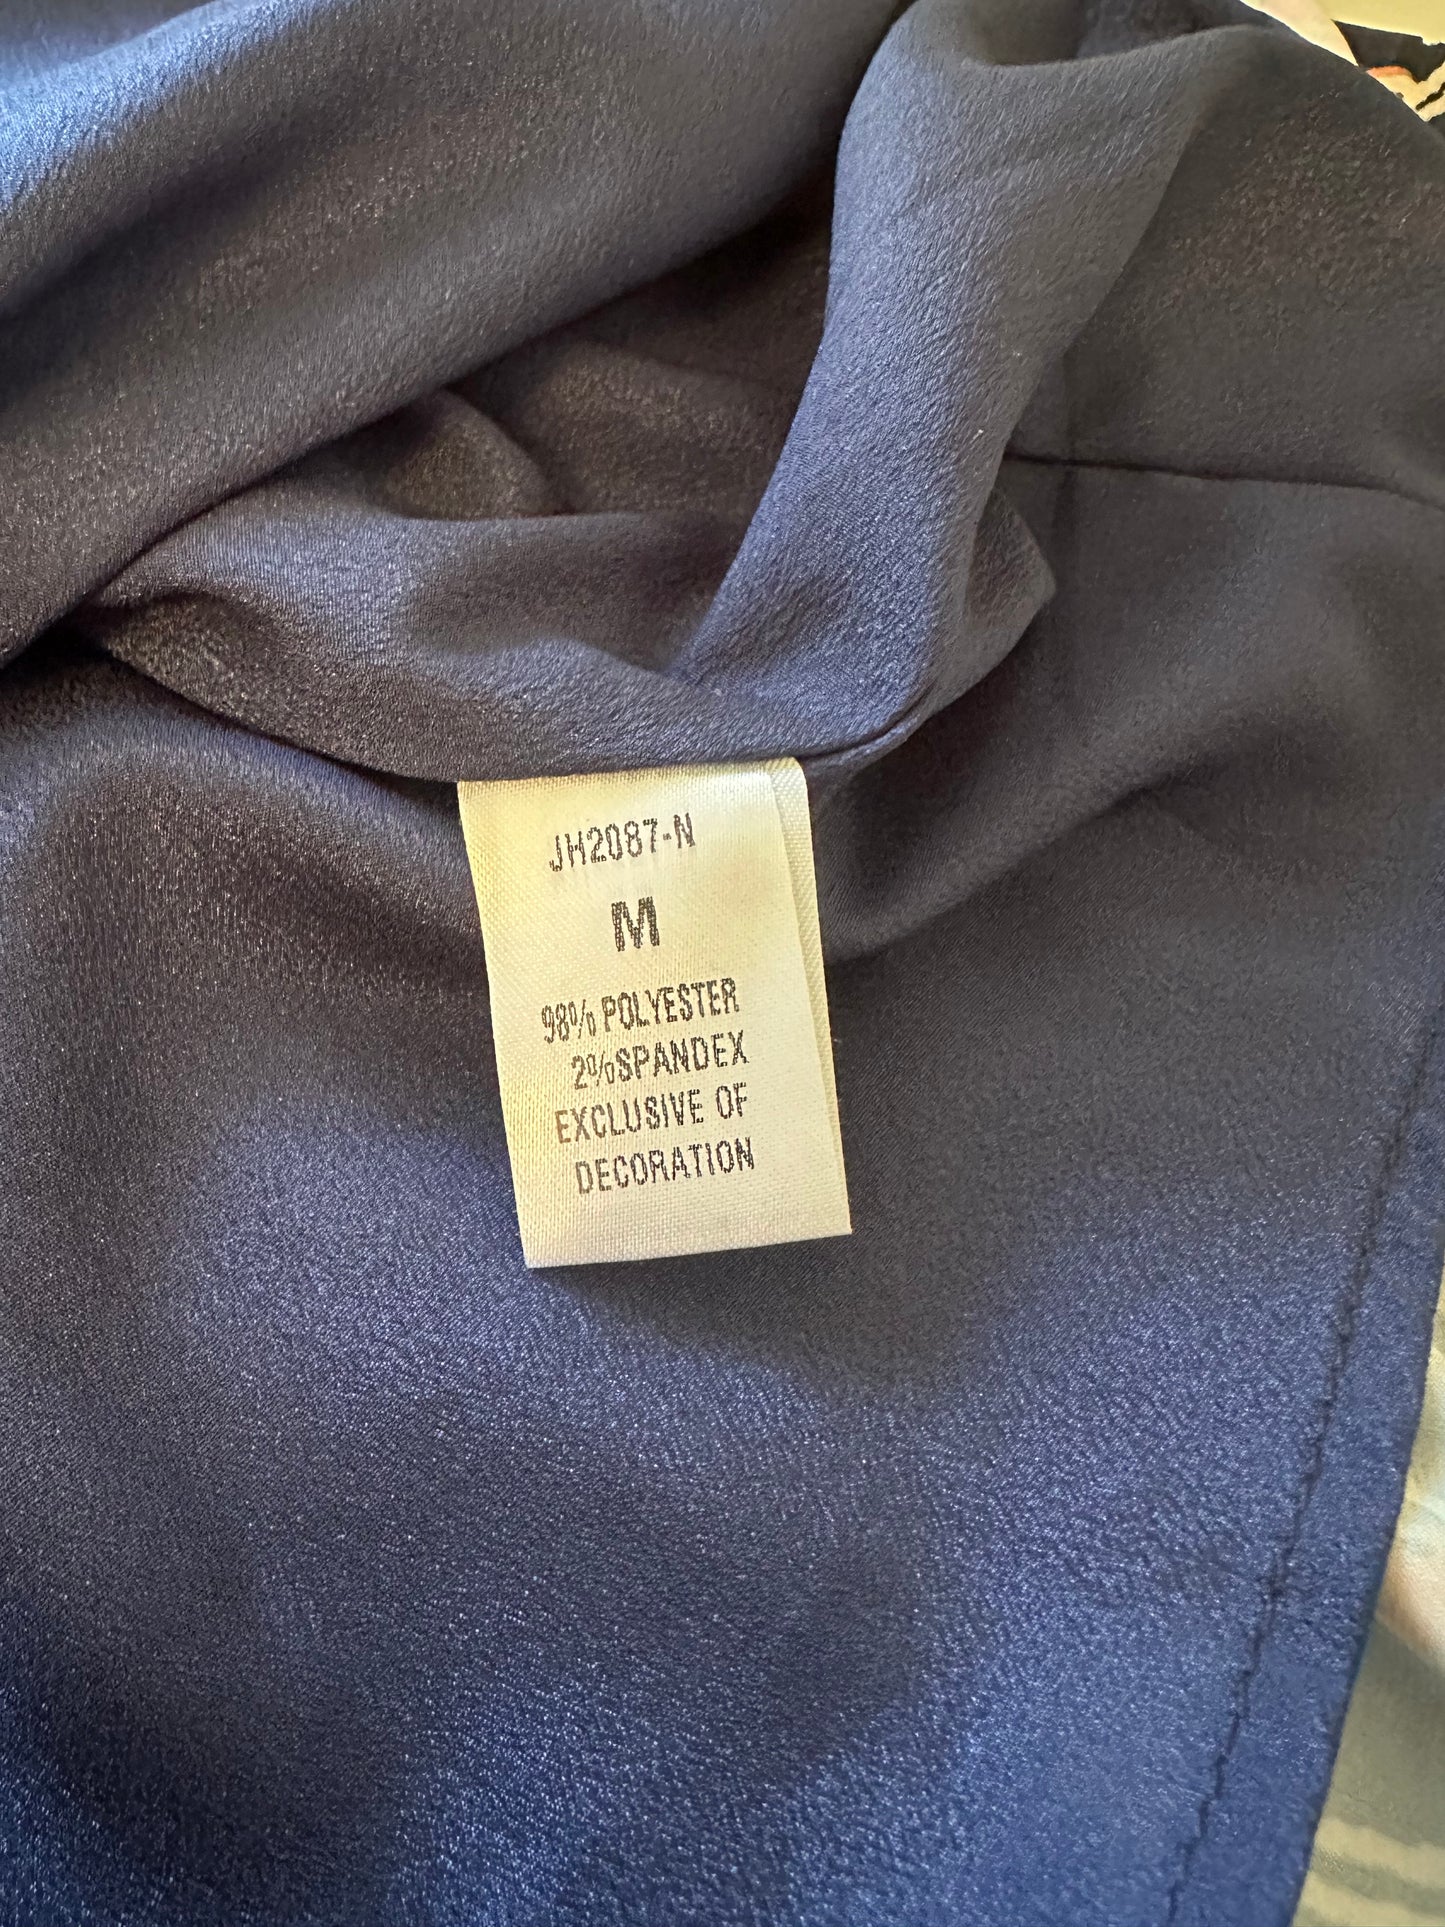 JH2087-N
M
98% POLYESTER
2%SPANDEX
EXCLUSIVE OF
DECORATION